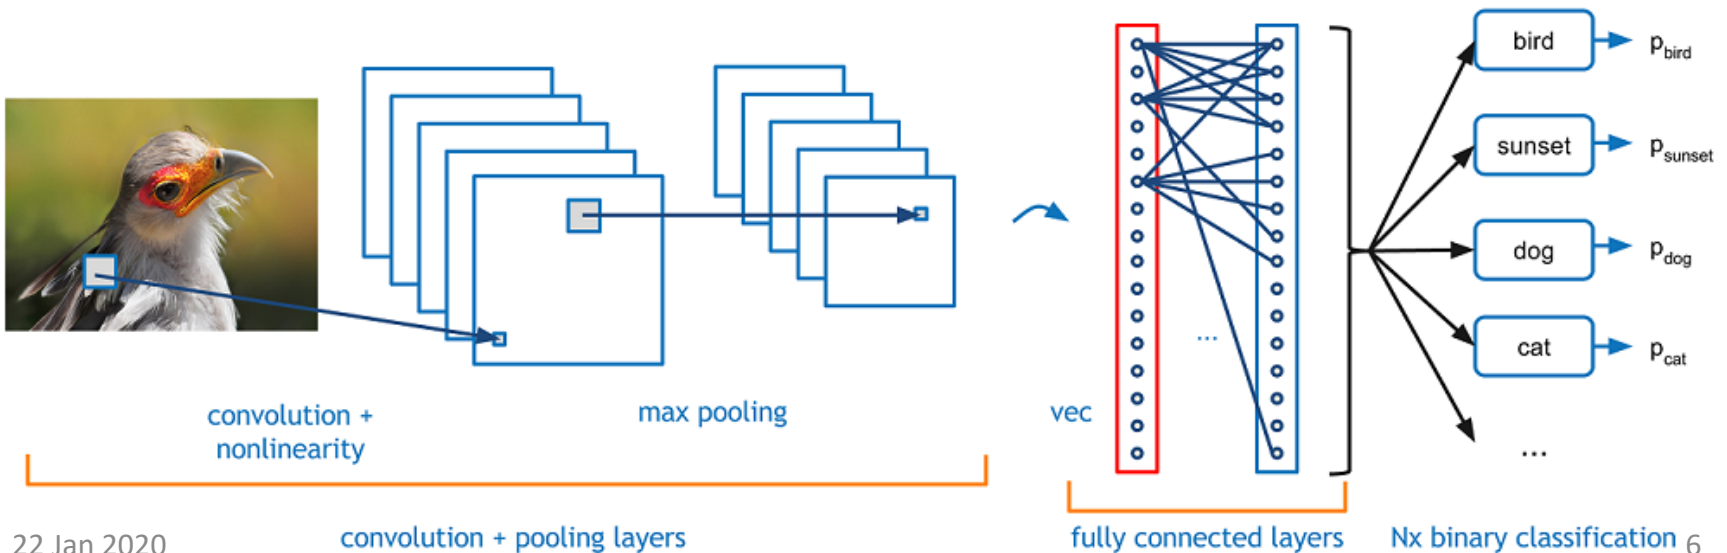 bird
p_bird
sunset
p_sunset
dog
p_dog
cat
p_cat
...
...
convolution +
nonlinearity
max pooling
vec
convolution + pooling layers
fully connected layers
Nx binary classification
22 Jan 2020
6